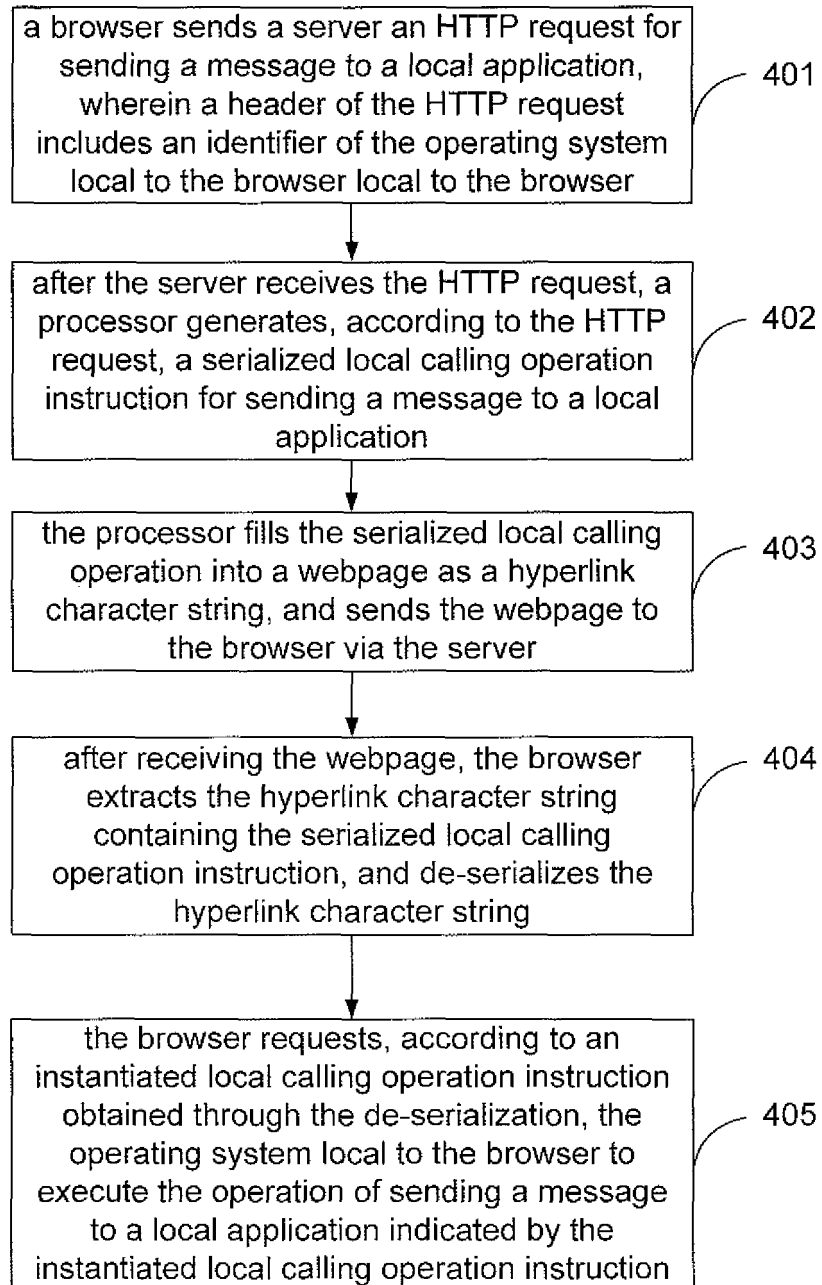 a browser sends a server an HTTP request for
sending a message to a local application,
wherein a header of the HTTP request
includes an identifier of the operating system
local to the browser local to the browser
401
after the server receives the HTTP request, a
processor generates, according to the HTTP
request, a serialized local calling operation
instruction for sending a message to a local
application
402
the processor fills the serialized local calling
operation into a webpage as a hyperlink
character string, and sends the webpage to
the browser via the server
403
after receiving the webpage, the browser
extracts the hyperlink character string
containing the serialized local calling
operation instruction, and de-serializes the
hyperlink character string
404
the browser requests, according to an
instantiated local calling operation instruction
obtained through the de-serialization, the
operating system local to the browser to
execute the operation of sending a message
to a local application indicated by the
instantiated local calling operation instruction
405